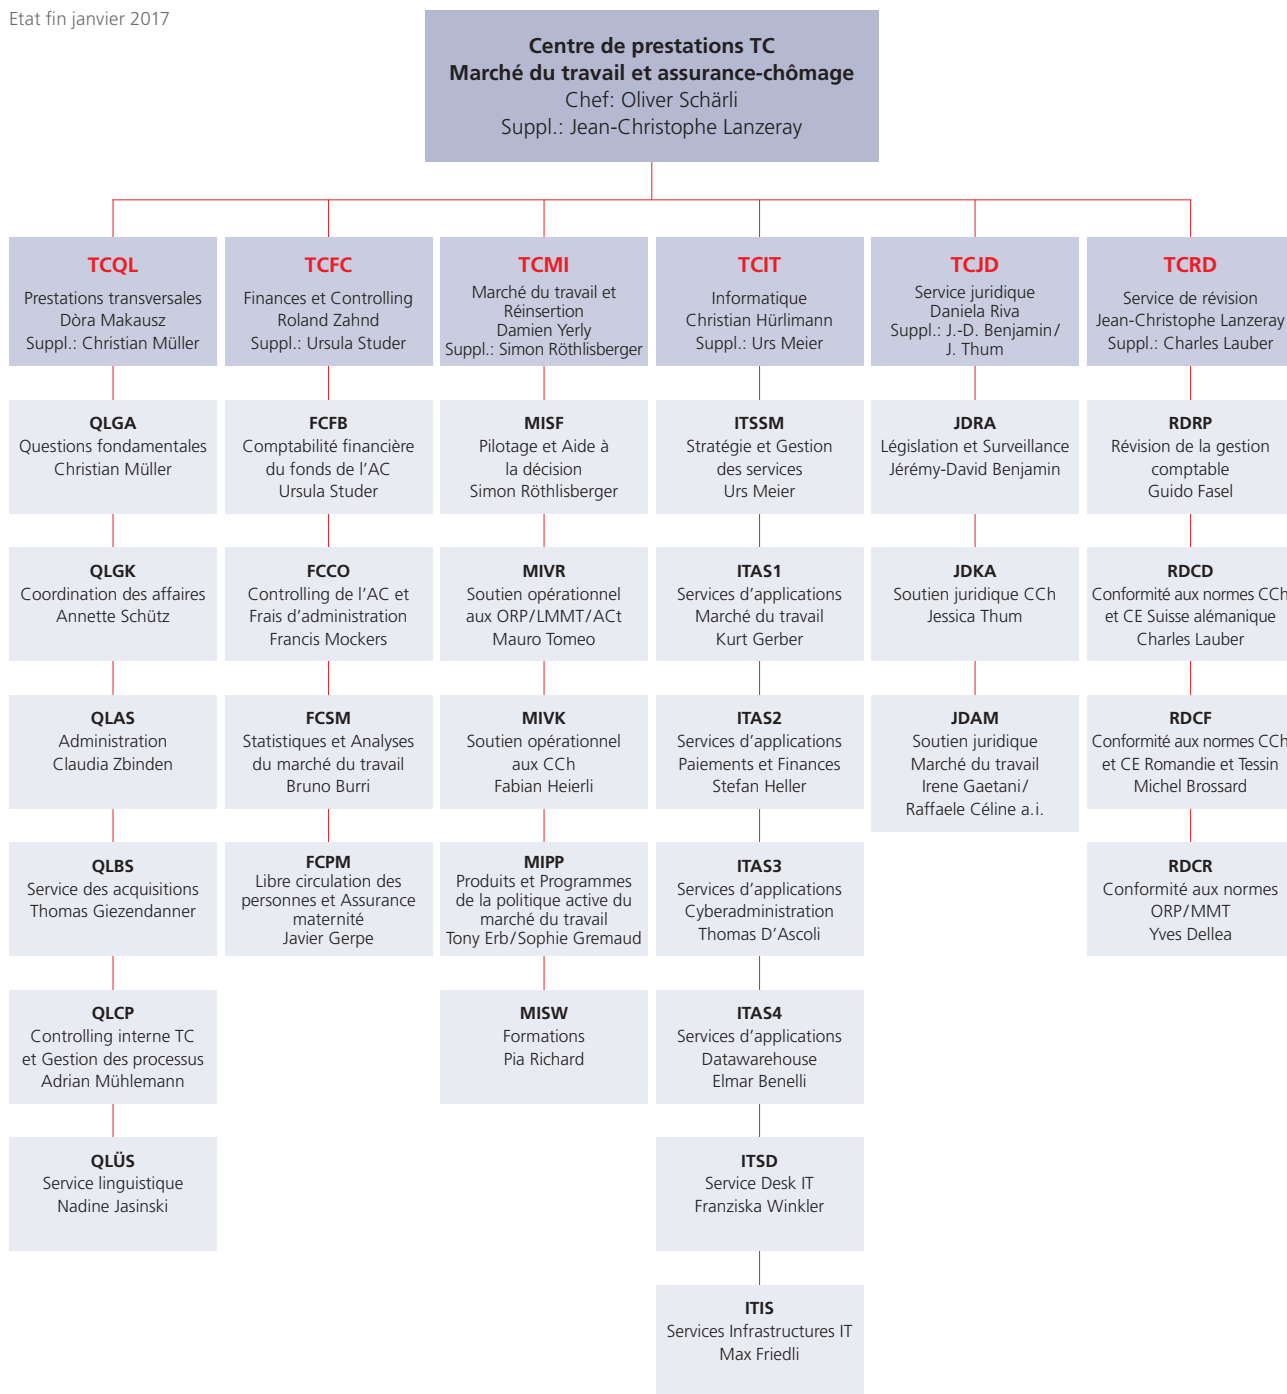 Etat fin janvier 2017
Centre de prestations TC
Marché du travail et assurance-chômage
Chef: Oliver Schärli
Suppl.: Jean-Christophe Lanzeray
TCQL
Prestations transversales
Dòra Makausz
Suppl.: Christian Müller
QLGA
Questions fondamentales
Christian Müller
QLGK
Coordination des affaires
Annette Schütz
QLAS
Administration
Claudia Zbinden
QLBS
Service des acquisitions
Thomas Giezendanner
QLCP
Controlling interne TC
et Gestion des processus
Adrian Mühlemann
QLÜS
Service linguistique
Nadine Jasinski
TCFC
Finances et Controlling
Roland Zahnd
Suppl.: Ursula Studer
FCFB
Comptabilité financière
du fonds de l'AC
Ursula Studer
FCCO
Controlling de l'AC et
Frais d'administration
Francis Mockers
FCSM
Statistiques et Analyses
du marché du travail
Bruno Burri
FCPM
Libre circulation des
personnes et Assurance
maternité
Javier Gerpe
TCMI
Marché du travail et
Réinsertion
Damien Yerly
Suppl.: Simon Röthlisberger
MISF
Pilotage et Aide à
la décision
Simon Röthlisberger
MIVR
Soutien opérationnel
aux ORP/LMMT/ACt
Mauro Tomeo
MIVK
Soutien opérationnel
aux CCh
Fabian Heierli
MIPP
Produits et Programmes
de la politique active du
marché du travail
Tony Erb/Sophie Gremaud
MISW
Formations
Pia Richard
TCIT
Informatique
Christian Hürlimann
Suppl.: Urs Meier
ITSSM
Stratégie et Gestion
des services
Urs Meier
ITAS1
Services d'applications
Marché du travail
Kurt Gerber
ITAS2
Services d'applications
Paiements et Finances
Stefan Heller
ITAS3
Services d'applications
Cyberadministration
Thomas D'Ascoli
ITAS4
Services d'applications
Datawarehouse
Elmar Benelli
ITSD
Service Desk IT
Franziska Winkler
ITIS
Services Infrastructures IT
Max Friedli
TCJD
Service juridique
Daniela Riva
Suppl.: J.-D. Benjamin/
J. Thum
JDRA
Législation et Surveillance
Jérémy-David Benjamin
JDKA
Soutien juridique CCh
Jessica Thum
JDAM
Soutien juridique
Marché du travail
Irene Gaetani/
Raffaele Céline a.i.
TCRD
Service de révision
Jean-Christophe Lanzeray
Suppl.: Charles Lauber
RDRP
Révision de la gestion
comptable
Guido Fasel
RDCD
Conformité aux normes CCh
et CE Suisse alémanique
Charles Lauber
RDCF
Conformité aux normes CCh
et CE Romandie et Tessin
Michel Brossard
RDCR
Conformité aux normes
ORP/MMT
Yves Dellea